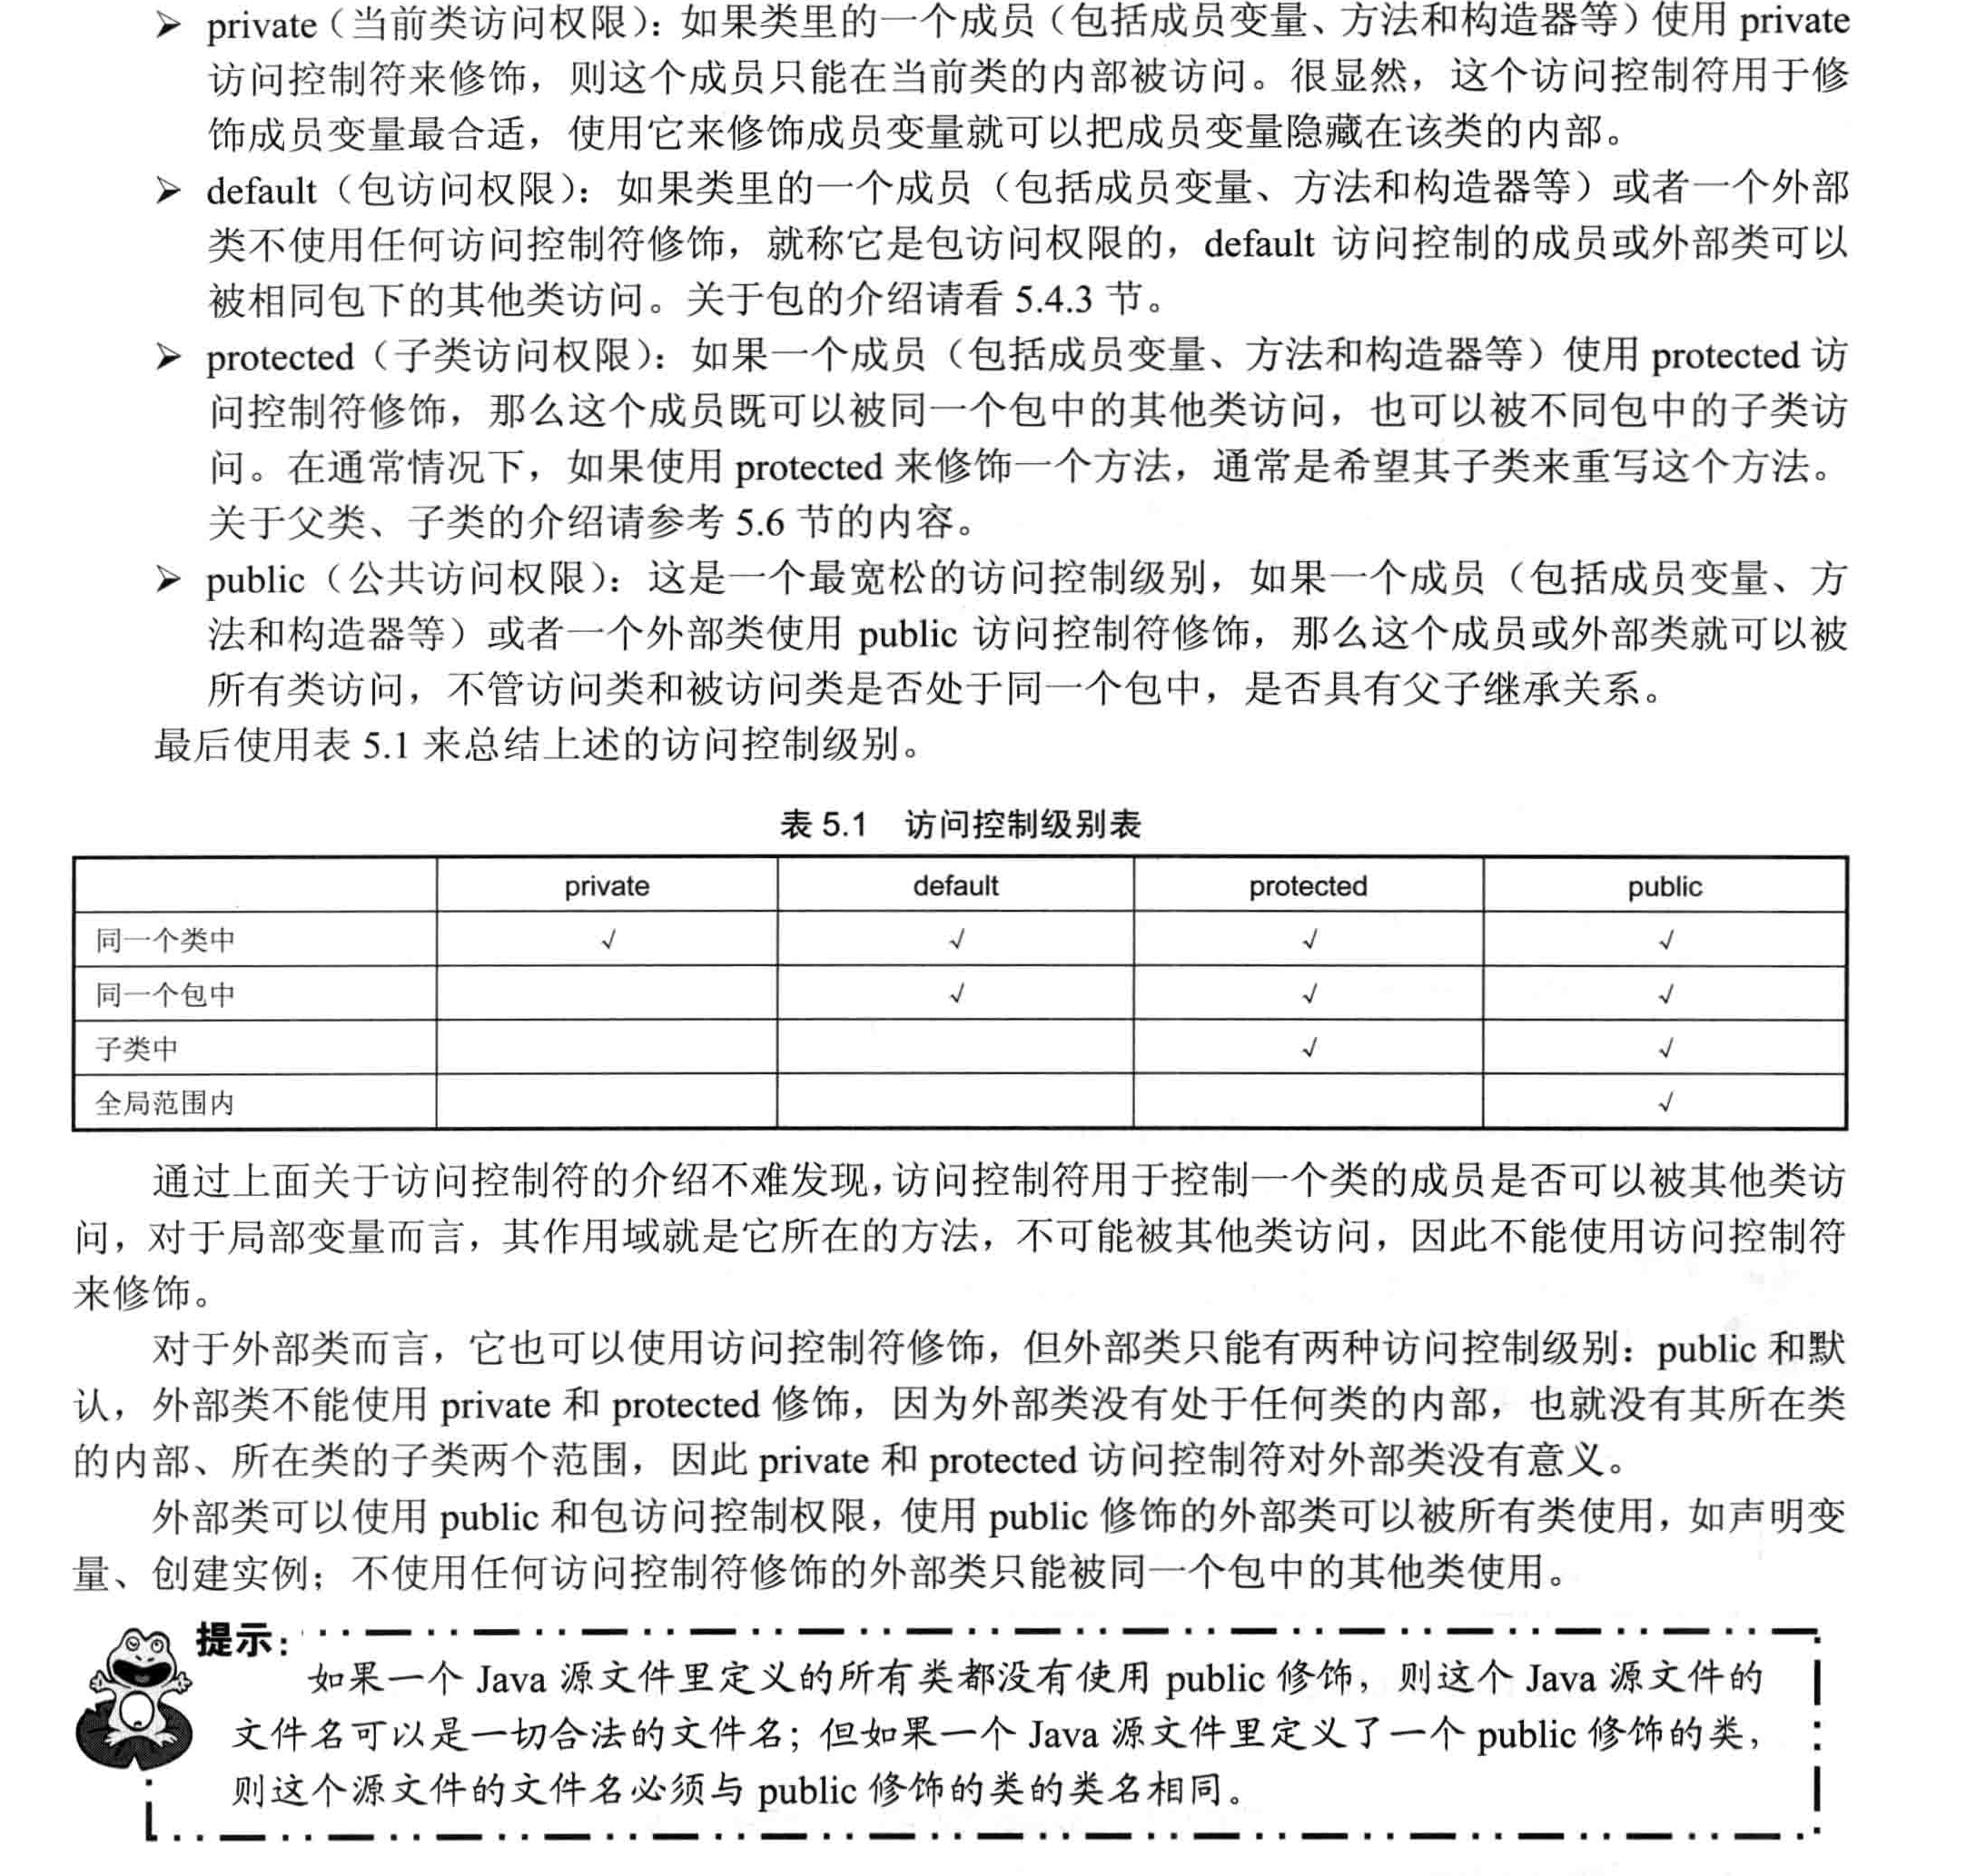 ➢ private（当前类访问权限）：如果类里的一个成员（包括成员变量、方法和构造器等）使用 private
访问控制符来修饰，则这个成员只能在当前类的内部被访问。很显然，这个访问控制符用于修
饰成员变量最合适，使用它来修饰成员变量就可以把成员变量隐藏在该类的内部。
➢ default（包访问权限）：如果类里的一个成员（包括成员变量、方法和构造器等）或者一个外部
类不使用任何访问控制符修饰，就称它是包访问权限的，default 访问控制的成员或外部类可以
被相同包下的其他类访问。关于包的介绍请看 5.4.3 节。
➢ protected（子类访问权限）：如果一个成员（包括成员变量、方法和构造器等）使用 protected 访
问控制符修饰，那么这个成员既可以被同一个包中的其他类访问，也可以被不同包中的子类访
问。在通常情况下，如果使用 protected 来修饰一个方法，通常是希望其子类来重写这个方法。
关于父类、子类的介绍请参考 5.6 节的内容。
➢ public（公共访问权限）：这是一个最宽松的访问控制级别，如果一个成员（包括成员变量、方
法和构造器等）或者一个外部类使用 public 访问控制符修饰，那么这个成员或外部类就可以被
所有类访问，不管访问类和被访问类是否处于同一个包中，是否具有父子继承关系。
最后使用表 5.1 来总结上述的访问控制级别。
表 5.1 访问控制级别表
private default protected public
同一个类中 √ √ √ √
同一个包中 √ √ √
子类中 √ √
全局范围内 √
通过上面关于访问控制符的介绍不难发现，访问控制符用于控制一个类的成员是否可以被其他类访
问，对于局部变量而言，其作用域就是它所在的方法，不可能被其他类访问，因此不能使用访问控制符
来修饰。
对于外部类而言，它也可以使用访问控制符修饰，但外部类只能有两种访问控制级别：public 和默
认，外部类不能使用 private 和 protected 修饰，因为外部类没有处于任何类的内部，也就没有其所在类
的内部、所在类的子类两个范围，因此 private 和 protected 访问控制符对外部类没有意义。
外部类可以使用 public 和包访问控制权限，使用 public 修饰的外部类可以被所有类使用，如声明变
量、创建实例；不使用任何访问控制符修饰的外部类只能被同一个包中的其他类使用。
提示：
如果一个 Java 源文件里定义的所有类都没有使用 public 修饰，则这个 Java 源文件的
文件名可以是一切合法的文件名；但如果一个 Java 源文件里定义了一个 public 修饰的类，
则这个源文件的文件名必须与 public 修饰的类的类名相同。